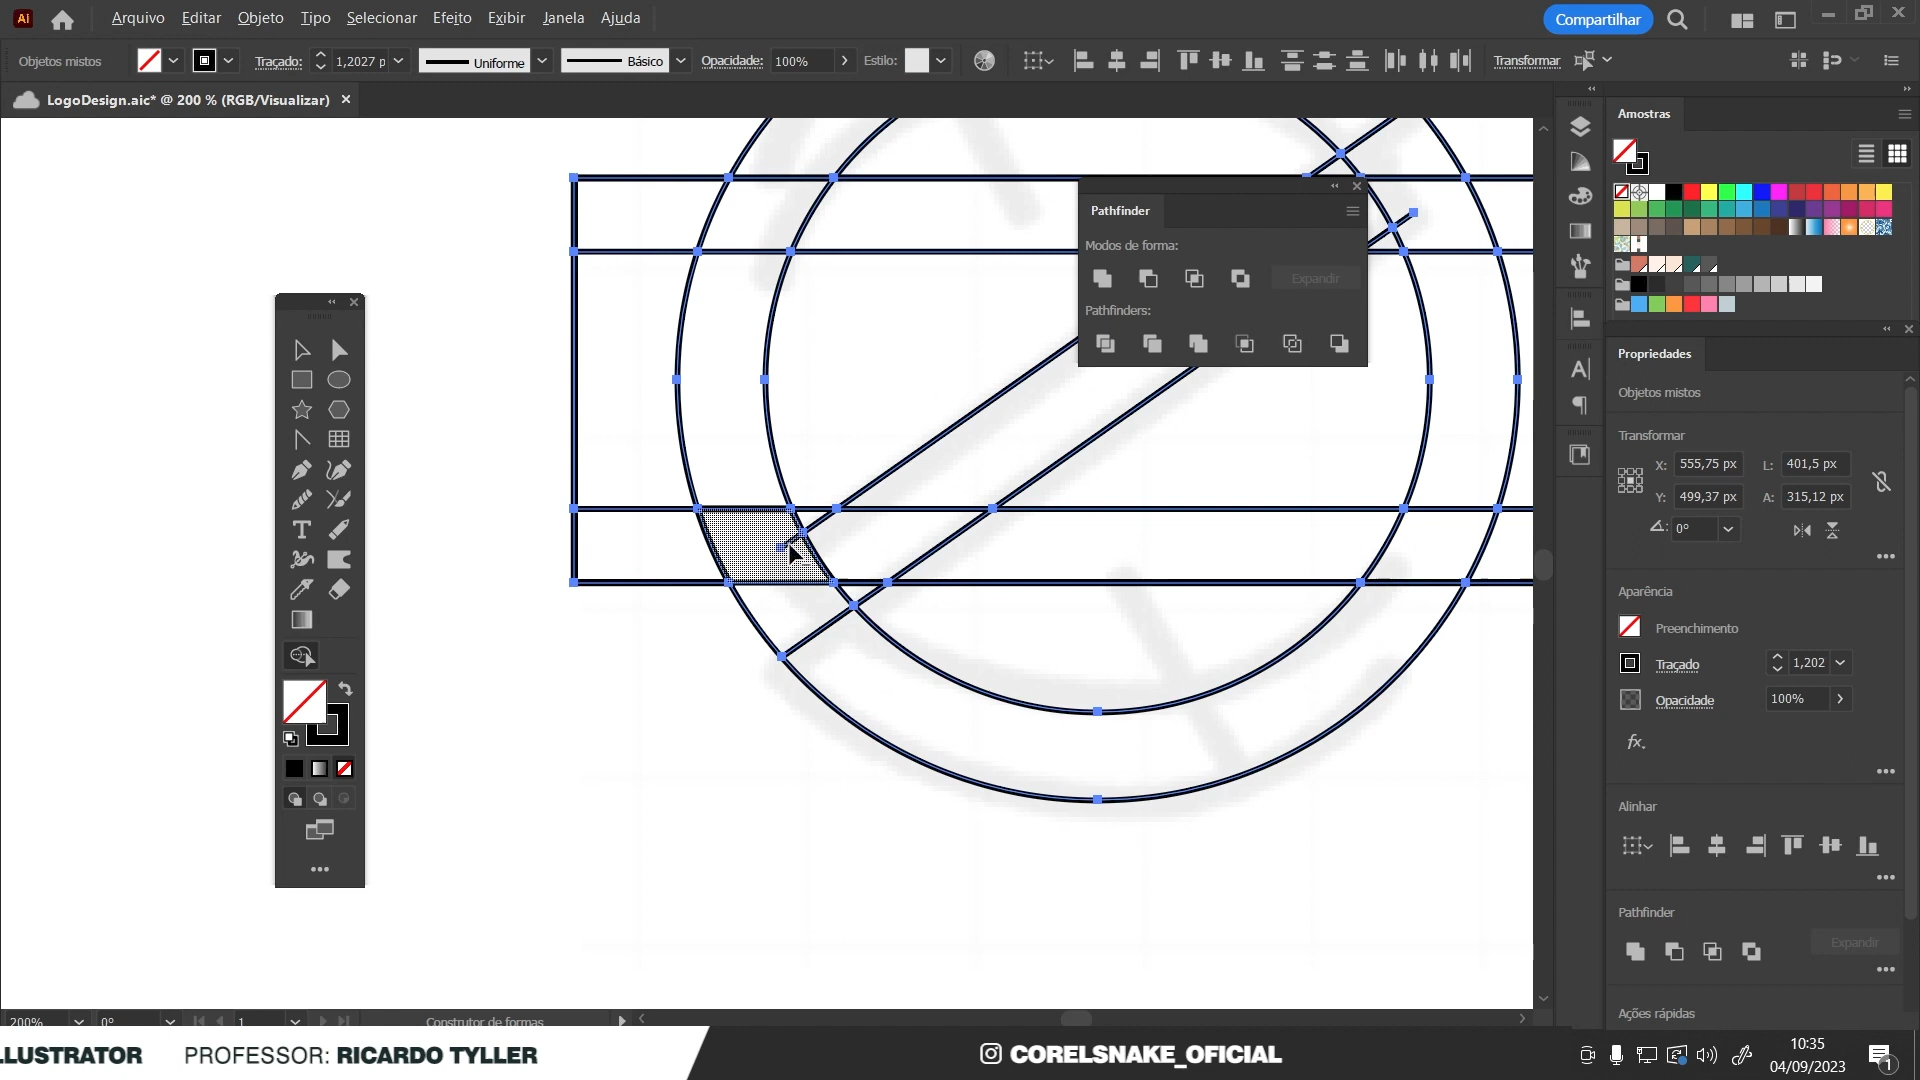 Ai Arquivo Editar Objeto Tipo Selecionar Efeito Exibir Janela Ajuda Compartilhar
Objetos mistos Traçado: 1,2027 p Uniforme Básico Opacidade: 100% Estilo: Transformar
LogoDesign.aic* @ 200 % (RGB/Visualizar) ×
Amostras
Pathfinder
Modos de forma:
Expandir
Pathfinders:
Propriedades
Objetos mistos
Transformar
X: 555,75 px L: 401,5 px
Y: 499,37 px A: 315,12 px
0°
Aparência
Preenchimento
Traçado 1,202
Opacidade 100%
fx.
Alinhar
Pathfinder
Expandir
Ações rápidas
200% 0° 1 Construtor de formas
LLUSTRATOR PROFESSOR: RICARDO TYLLER
CORELSNAKE_OFICIAL
10:35
04/09/2023
1